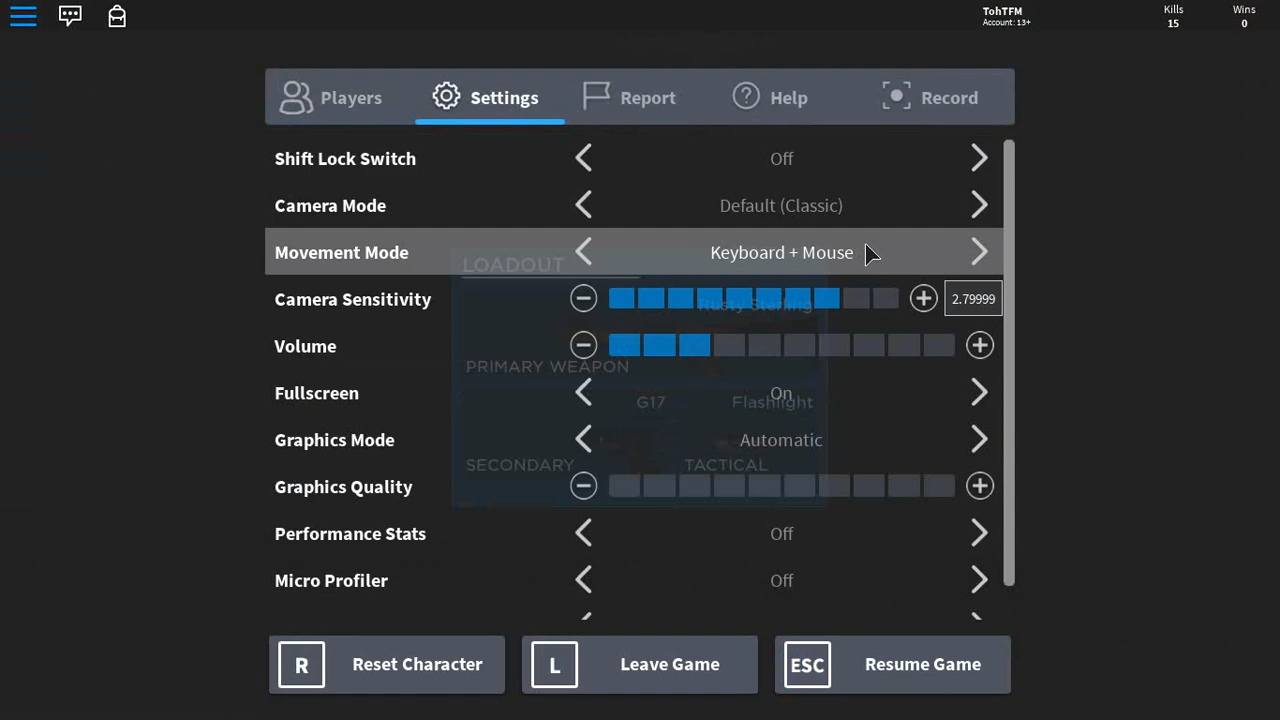 TohTFM
Account: 13+
Kills
15
Wins
0
Players
Settings
Report
Help
Record
Shift Lock Switch
Off
Camera Mode
Default (Classic)
Movement Mode
Keyboard + Mouse
LOADOUT
Camera Sensitivity
2.79999
Rusty Sterling
Volume
PRIMARY WEAPON
Fullscreen
On
G17
Flashlight
Graphics Mode
Automatic
SECONDARY
TACTICAL
Graphics Quality
Performance Stats
Off
Micro Profiler
Off
R
Reset Character
L
Leave Game
ESC
Resume Game